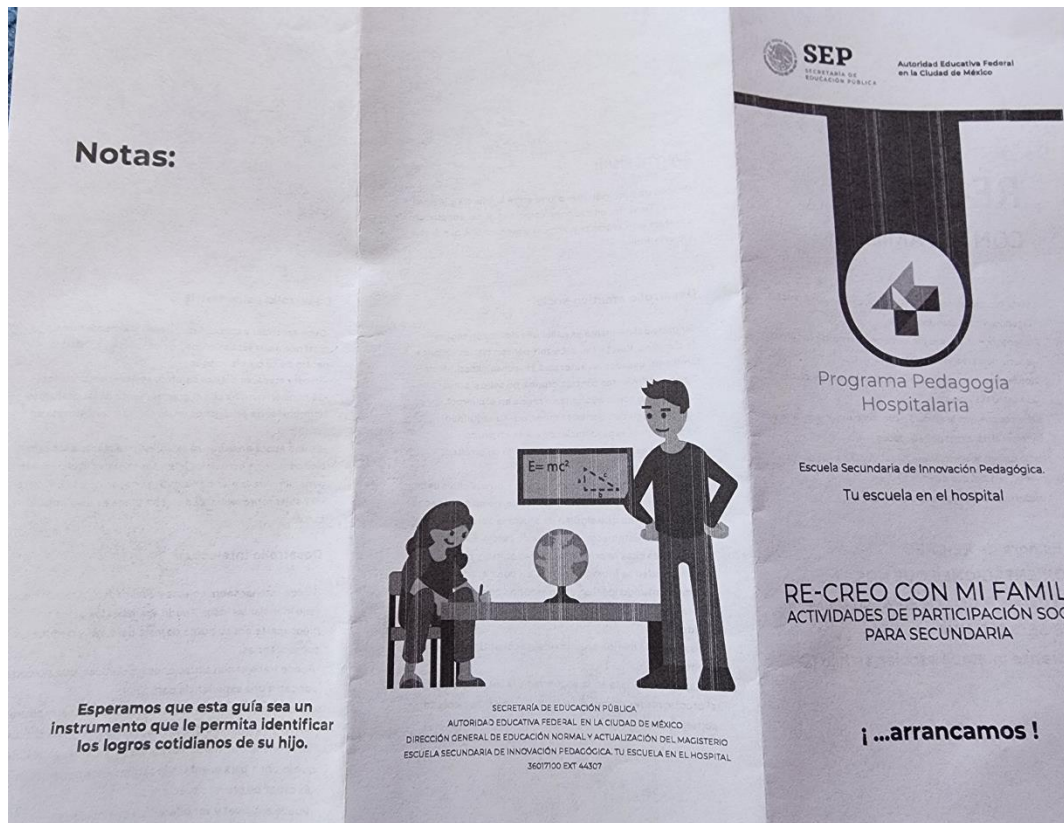 Notas:
Esperamos que esta guía sea un
instrumento que le permita identificar
los logros cotidianos de su hijo.
E= mc²
a
c
b
SECRETARÍA DE EDUCACIÓN PÚBLICA
AUTORIDAD EDUCATIVA FEDERAL EN LA CIUDAD DE MÉXICO
DIRECCIÓN GENERAL DE EDUCACIÓN NORMAL Y ACTUALIZACIÓN DEL MAGISTERIO
ESCUELA SECUNDARIA DE INNOVACIÓN PEDAGÓGICA. TU ESCUELA EN EL HOSPITAL
36017100 EXT 44307
SEP
SECRETARÍA DE
EDUCACIÓN PÚBLICA
Autoridad Educativa Federal
en la Ciudad de México
Programa Pedagogía
Hospitalaria
Escuela Secundaria de Innovación Pedagógica.
Tu escuela en el hospital
RE-CREO CON MI FAMIL
ACTIVIDADES DE PARTICIPACIÓN SOC
PARA SECUNDARIA
¡ ...arrancamos !